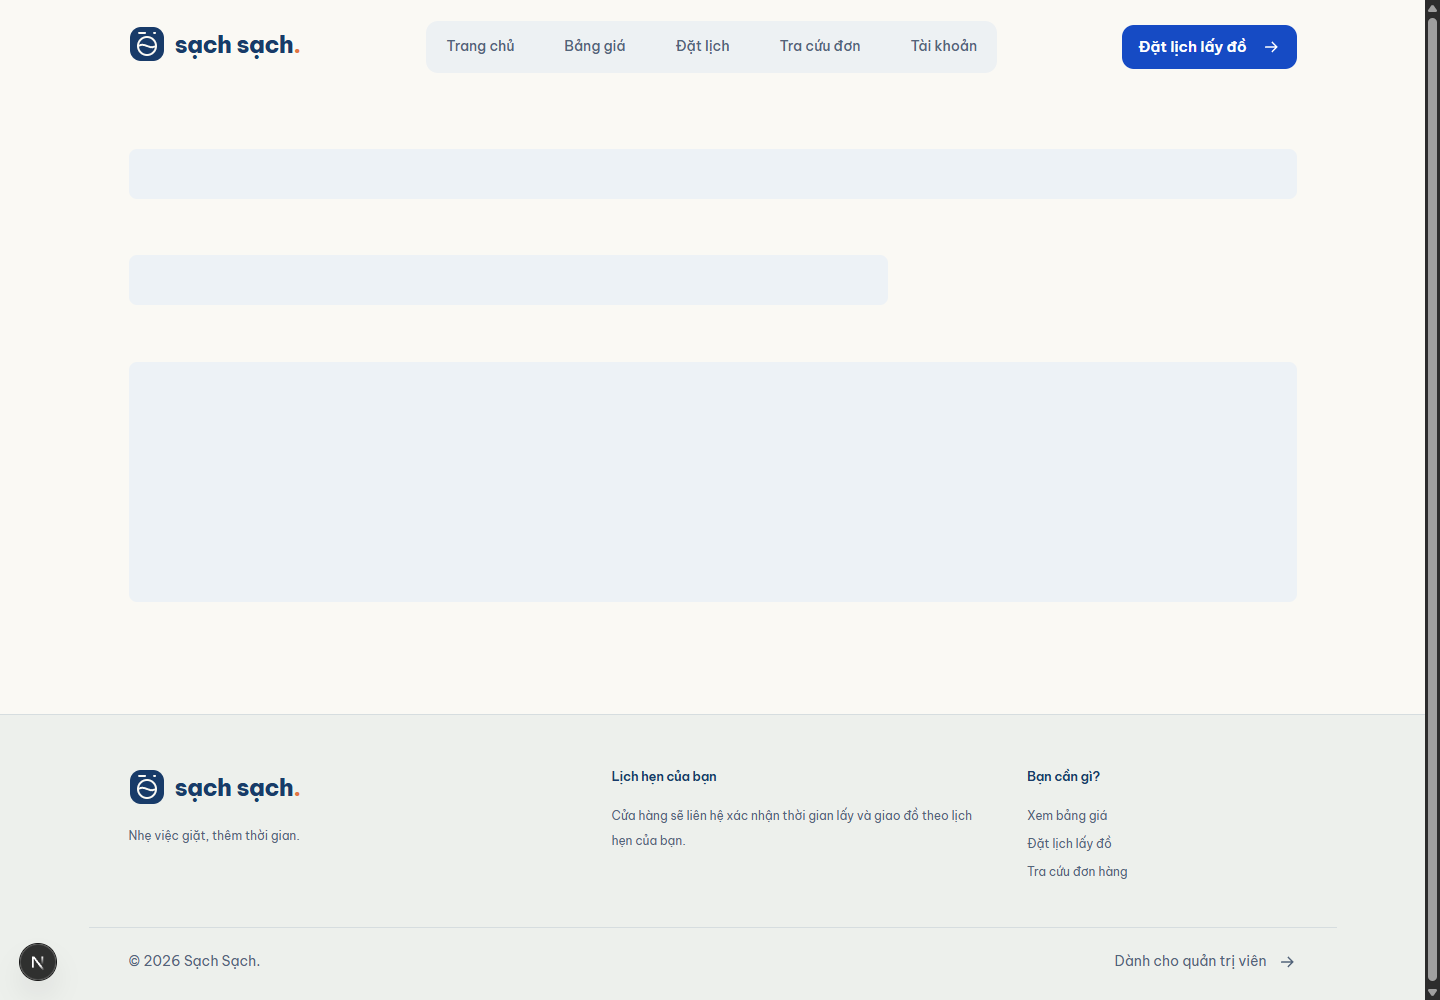 sạch sạch.
Trang chủ
Bảng giá
Đặt lịch
Tra cứu đơn
Tài khoản
Đặt lịch lấy đồ
sạch sạch.
Nhẹ việc giặt, thêm thời gian.
Lịch hẹn của bạn
Cửa hàng sẽ liên hệ xác nhận thời gian lấy và giao đồ theo lịch
hẹn của bạn.
Bạn cần gì?
Xem bảng giá
Đặt lịch lấy đồ
Tra cứu đơn hàng
© 2026 Sạch Sạch.
Dành cho quản trị viên
N